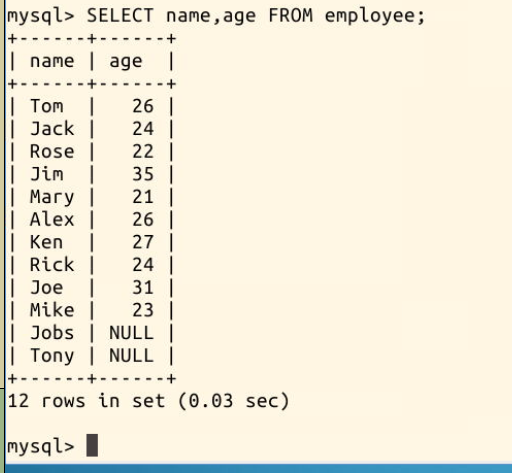 mysql> SELECT name,age FROM employee;
+------+------+
| name | age  |
+------+------+
| Tom  |   26 |
| Jack |   24 |
| Rose |   22 |
| Jim  |   35 |
| Mary |   21 |
| Alex |   26 |
| Ken  |   27 |
| Rick |   24 |
| Joe  |   31 |
| Mike |   23 |
| Jobs | NULL |
| Tony | NULL |
+------+------+
12 rows in set (0.03 sec)
mysql>